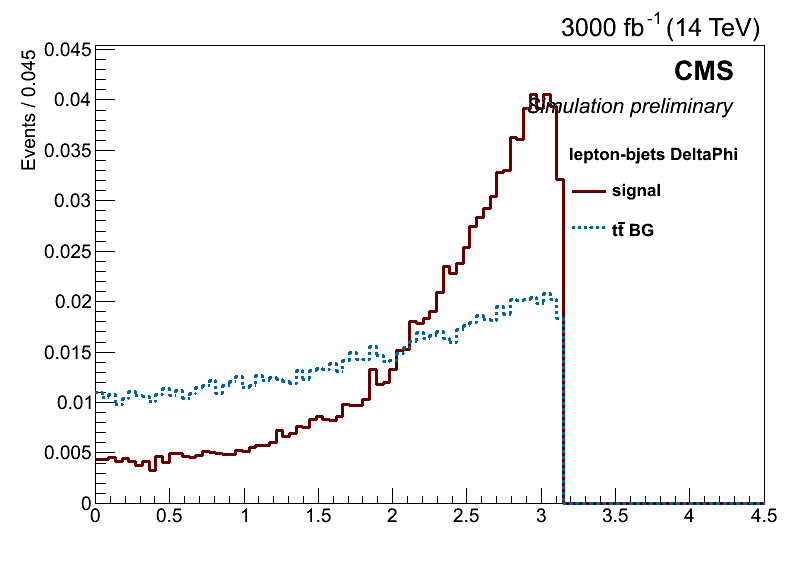 3000 fb⁻¹ (14 TeV)
Events / 0.045
0.045
0.04
0.035
0.03
0.025
0.02
0.015
0.01
0.005
0
CMS
Simulation preliminary
lepton-bjets DeltaPhi
signal
tt̅ BG
0 0.5 1 1.5 2 2.5 3 3.5 4 4.5